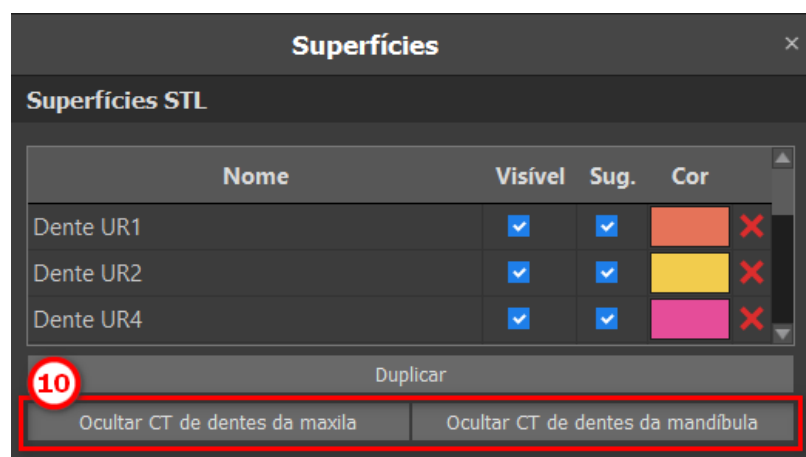 Superfícies ×
Superfícies STL
Nome Visível Sug. Cor
Dente UR1
Dente UR2
Dente UR4
Duplicar
10
Ocultar CT de dentes da maxila Ocultar CT de dentes da mandíbula